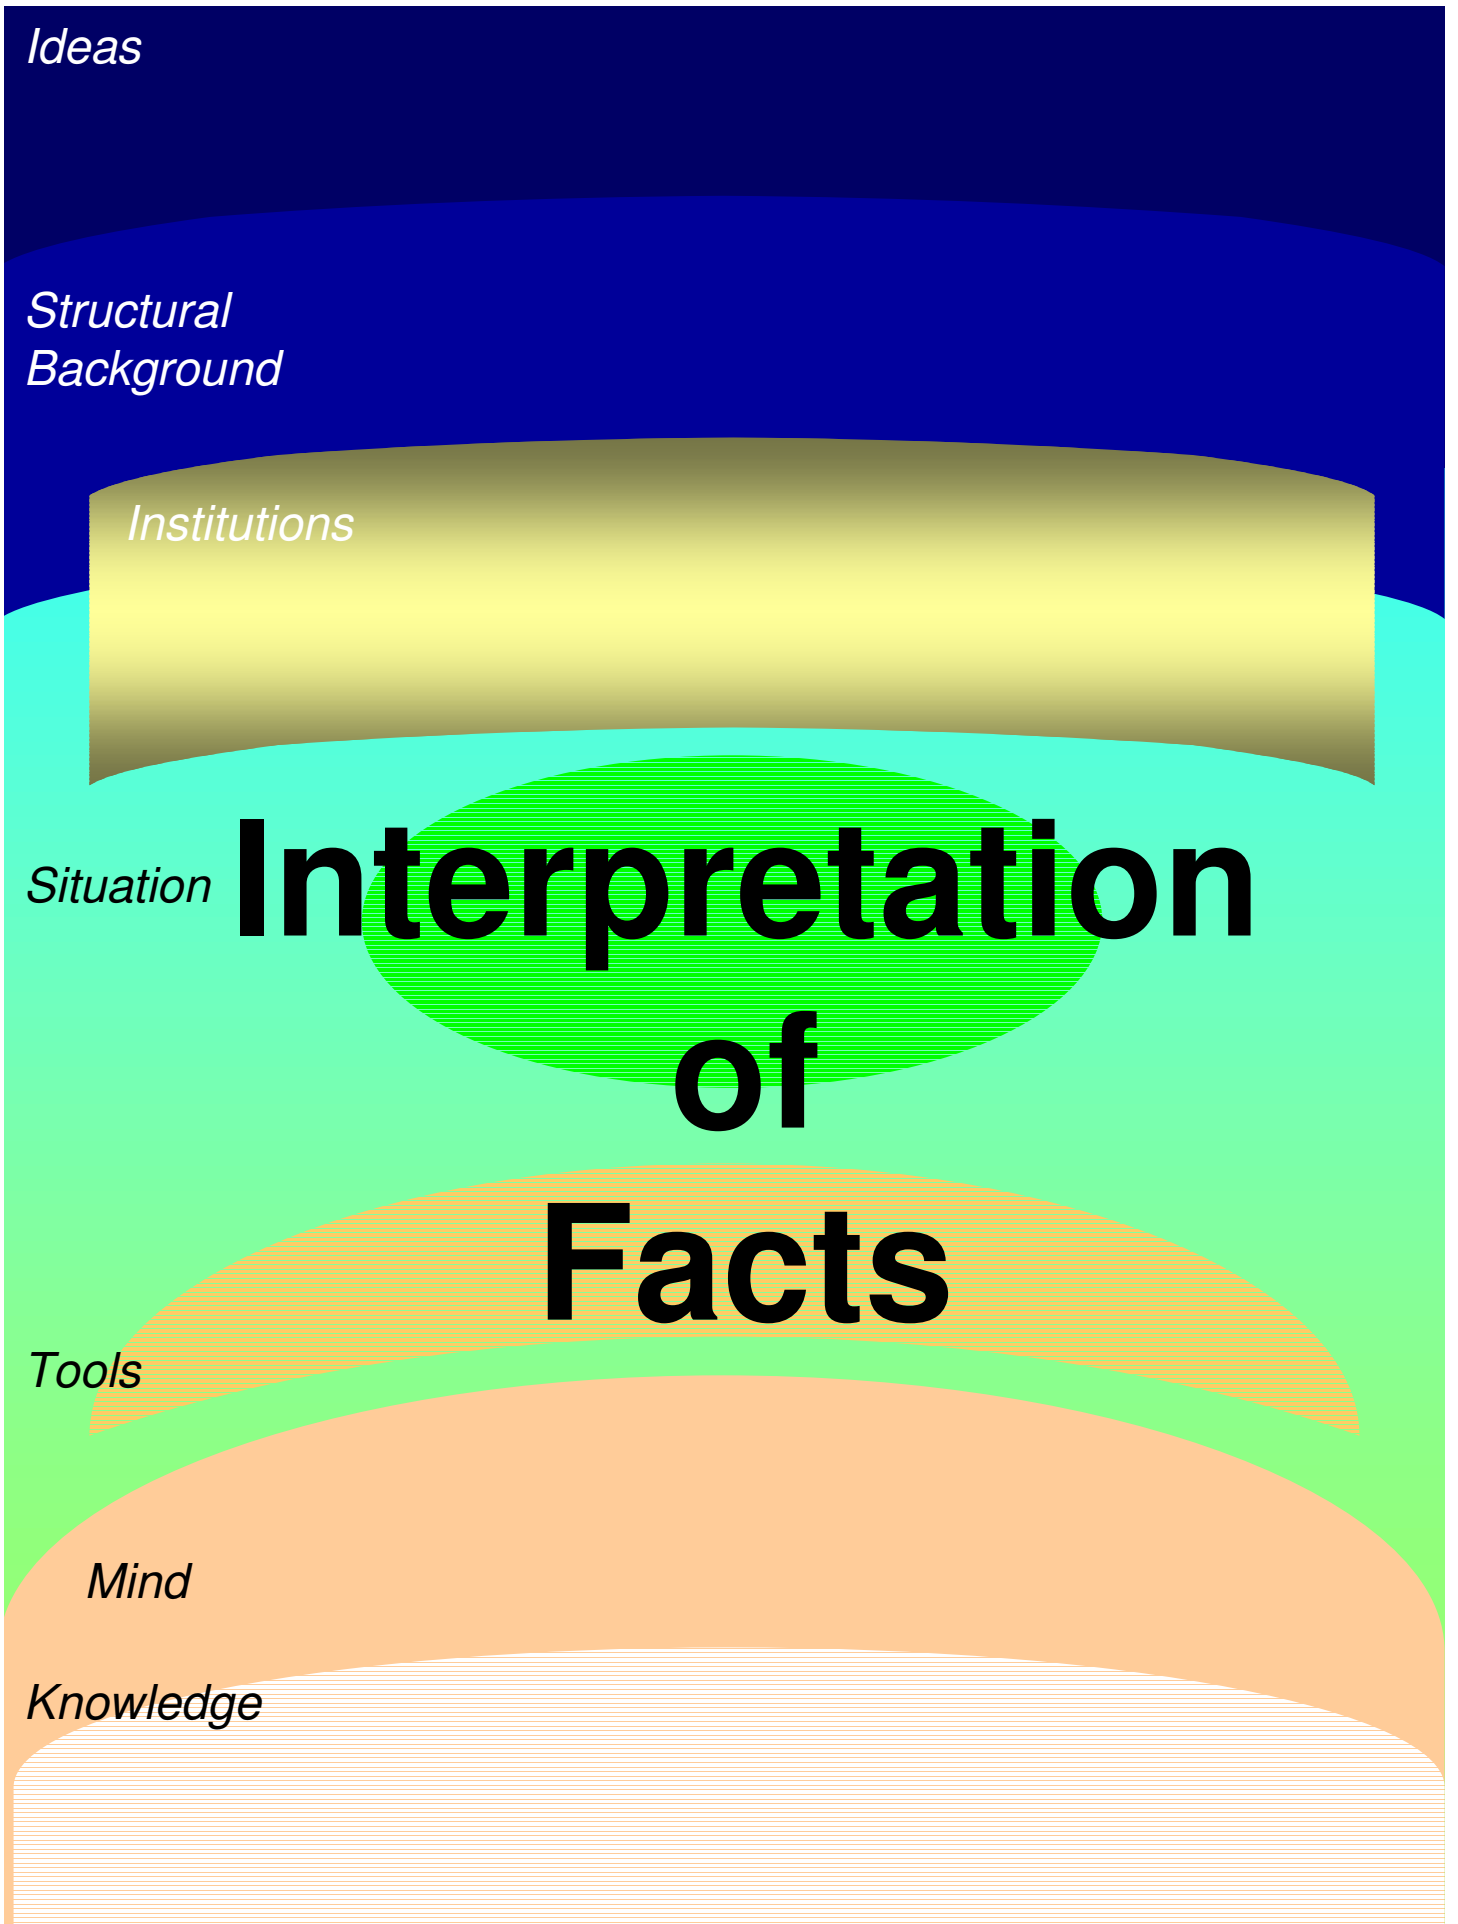 Ideas
Structural
Background
Institutions
Situation
Interpretation
of
Facts
Tools
Mind
Knowledge